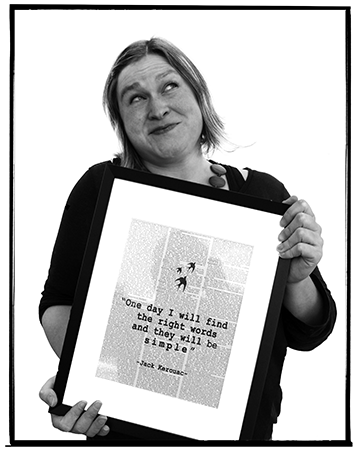 "One day I will find
the right words
and they will be
simple"
-Jack Kerouac-